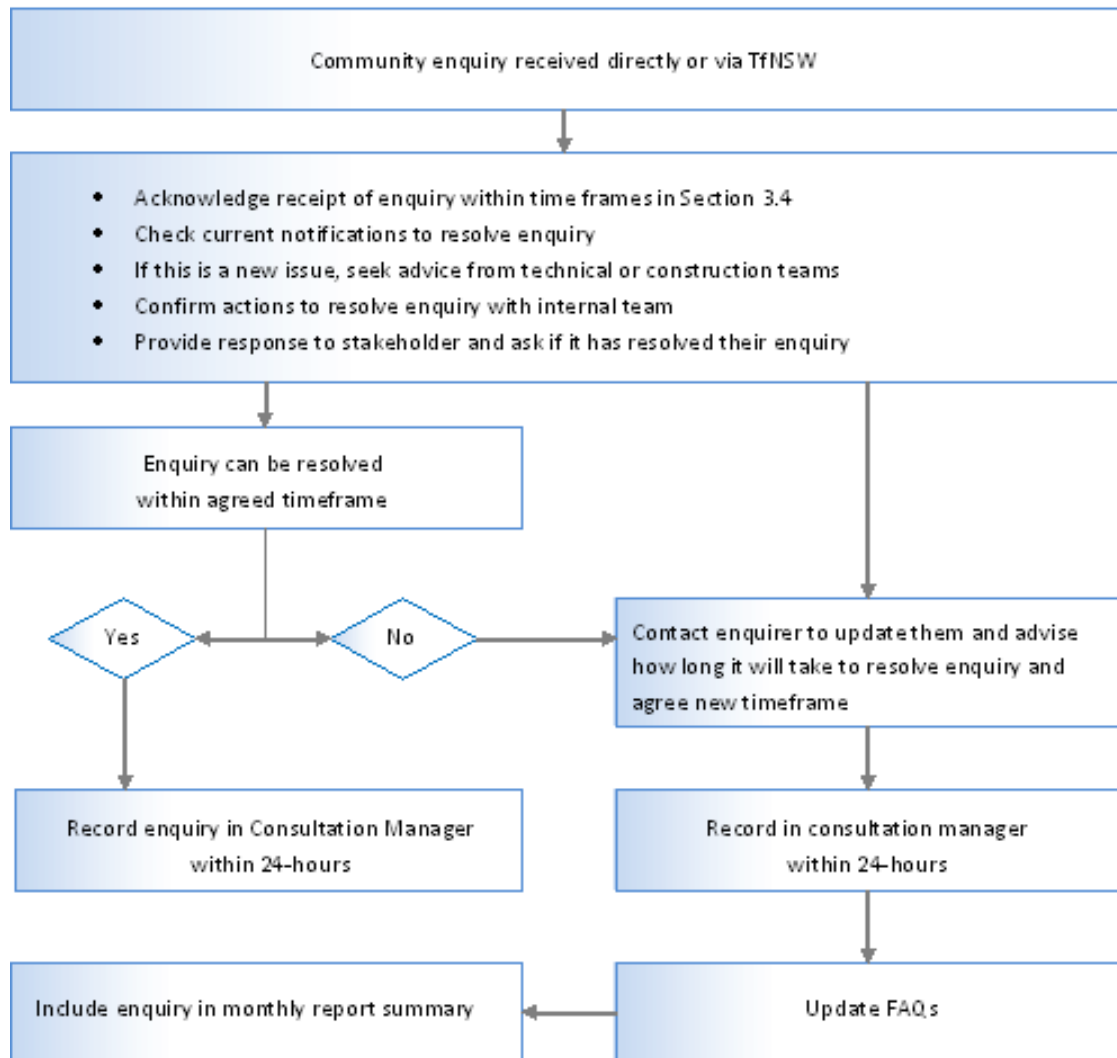 Community enquiry received directly or via TfNSW
• Acknowledge receipt of enquiry within time frames in Section 3.4
• Check current notifications to resolve enquiry
• If this is a new issue, seek advice from technical or construction teams
• Confirm actions to resolve enquiry with internal team
• Provide response to stakeholder and ask if it has resolved their enquiry
Enquiry can be resolved
within agreed timeframe
Yes
No
Contact enquirer to update them and advise
how long it will take to resolve enquiry and
agree new timeframe
Record enquiry in Consultation Manager
within 24-hours
Record in consultation manager
within 24-hours
Include enquiry in monthly report summary
Update FAQs